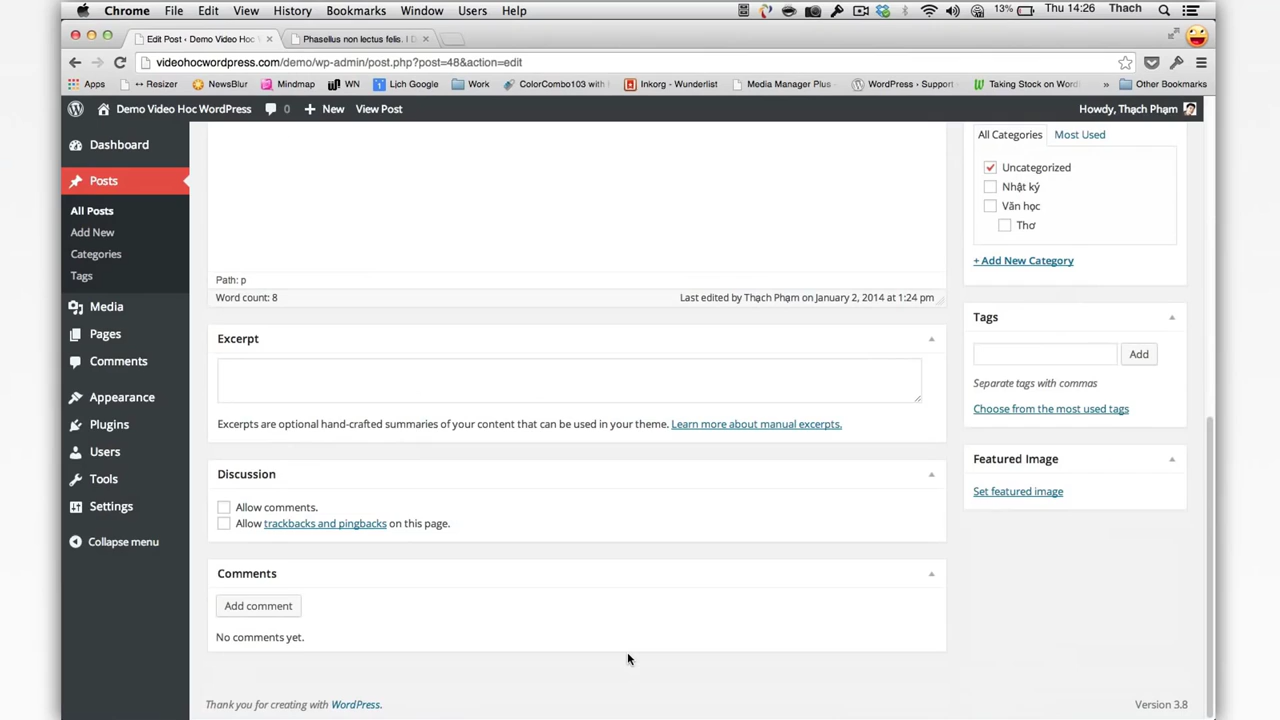 Chrome File Edit View History Bookmarks Window Users Help 13% Thu 14:26 Thach
Edit Post ‹ Demo Video Hoc W × Phasellus non lectus felis. | D ×
videohocwordpress.com/demo/wp-admin/post.php?post=48&action=edit
Apps ↔ Resizer NewsBlur Mindmap WN Lịch Google Work ColorCombo103 with Inkorg - Wunderlist Media Manager Plus WordPress › Support Taking Stock on Word » Other Bookmarks
Demo Video Hoc WordPress 0 + New View Post Howdy, Thạch Phạm
Dashboard
Posts
All Posts
Add New
Categories
Tags
Media
Pages
Comments
Appearance
Plugins
Users
Tools
Settings
Collapse menu
Path: p
Word count: 8 Last edited by Thạch Phạm on January 2, 2014 at 1:24 pm
Excerpt
Excerpts are optional hand-crafted summaries of your content that can be used in your theme. Learn more about manual excerpts.
Discussion
Allow comments.
Allow trackbacks and pingbacks on this page.
Comments
Add comment
No comments yet.
All Categories Most Used
Uncategorized
Nhật ký
Văn học
Thơ
+ Add New Category
Tags
Add
Separate tags with commas
Choose from the most used tags
Featured Image
Set featured image
Thank you for creating with WordPress. Version 3.8